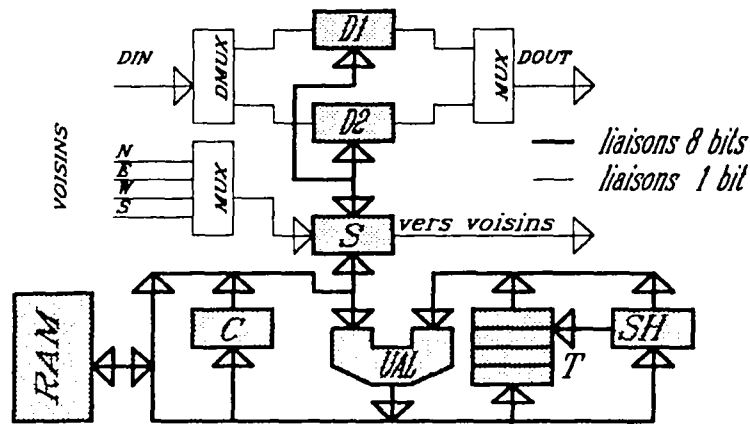 D1
DIN
DMUX
MUX
DOUT
D2
liaisons 8 bits
liaisons 1 bit
VOISINS
N
E
W
S
MUX
S
vers voisins
RAM
C
UAL
T
SH